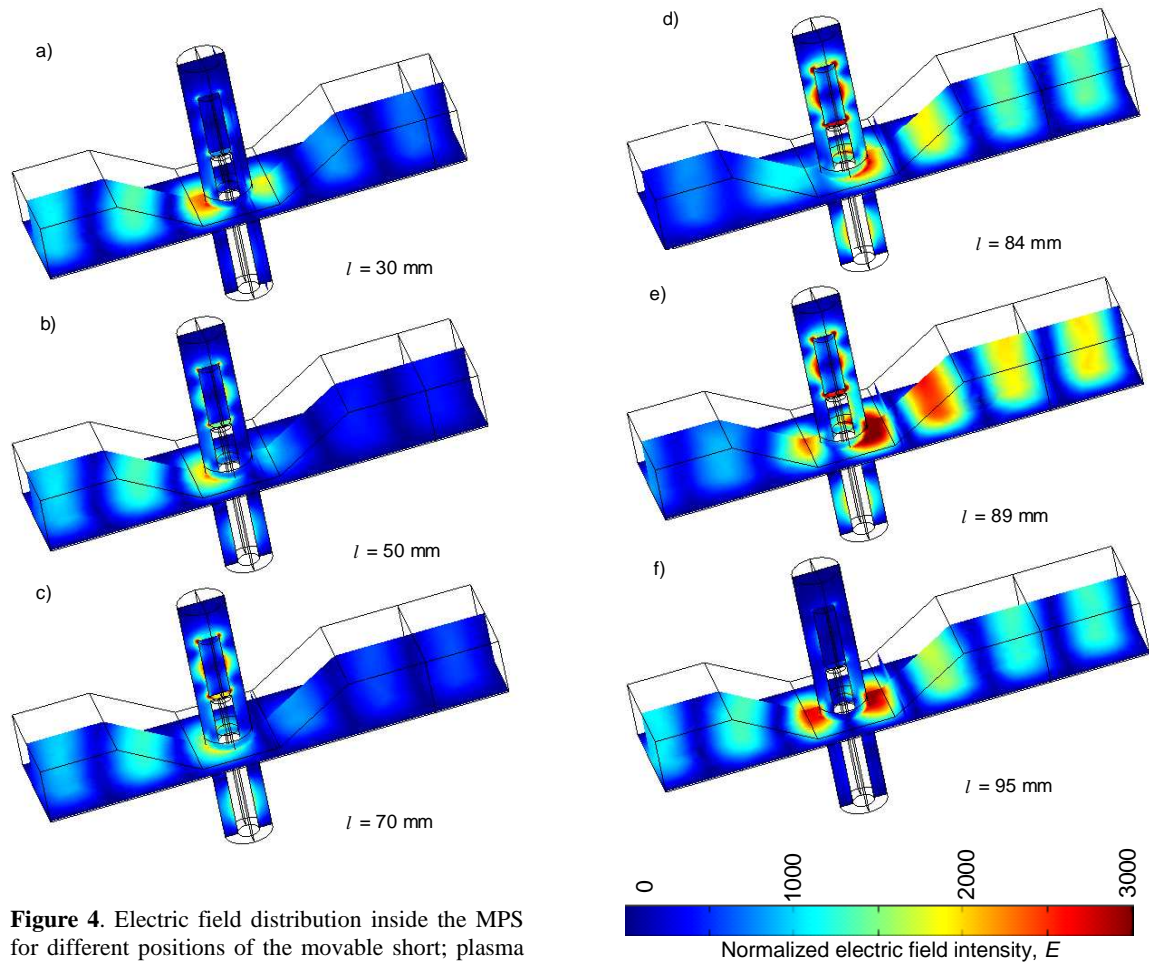 a)
l = 30 mm
b)
l = 50 mm
c)
l = 70 mm
Figure 4. Electric field distribution inside the MPS
for different positions of the movable short; plasma
d)
l = 84 mm
e)
l = 89 mm
f)
l = 95 mm
0 1000 2000 3000
Normalized electric field intensity, E